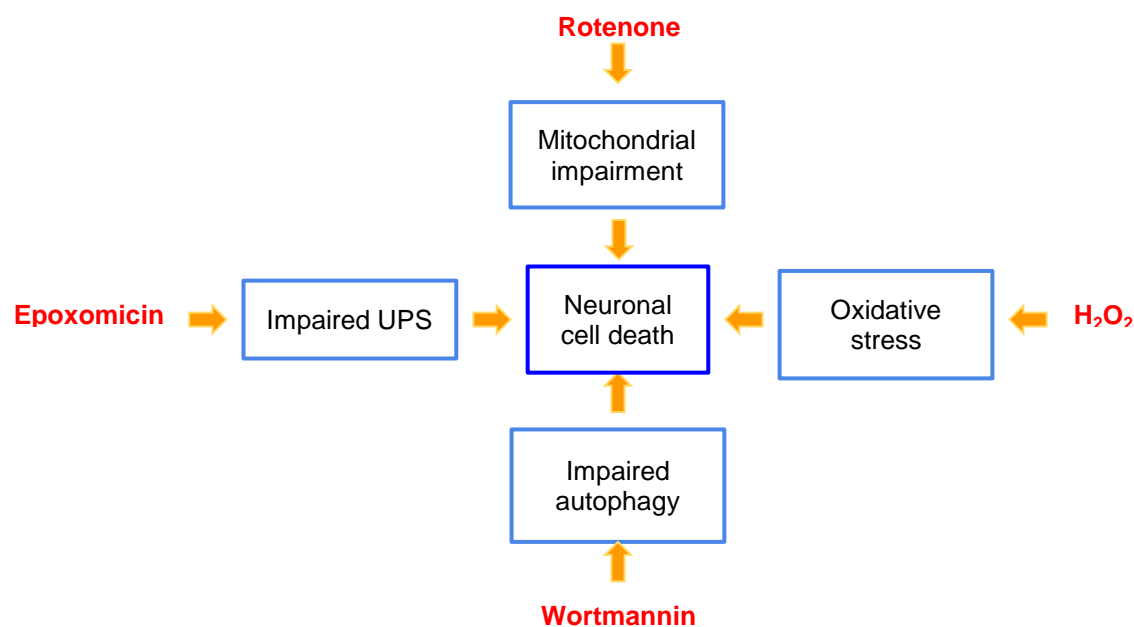 Rotenone
Mitochondrial
impairment
Epoxomicin
Impaired UPS
Neuronal
cell death
Oxidative
stress
H₂O₂
Impaired
autophagy
Wortmannin